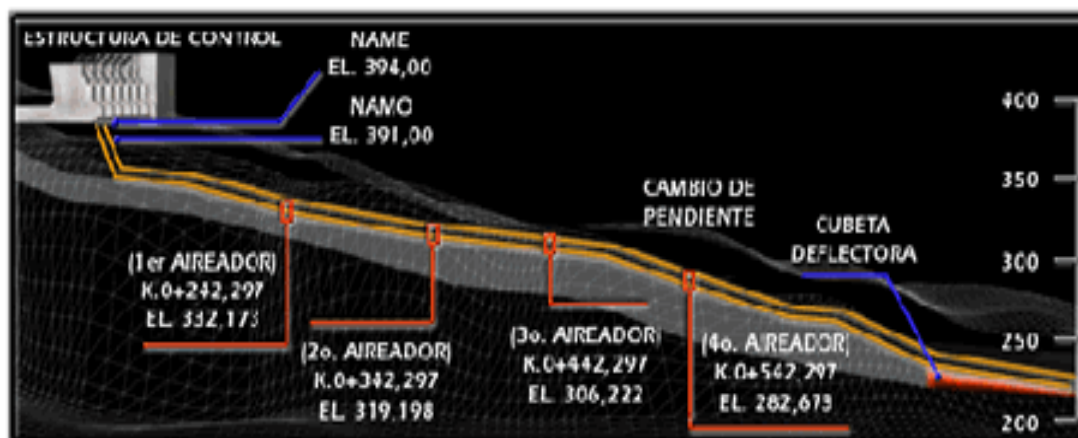 ESTRUCTURA DE CONTROL
NAME
EL. 394,00
NAMO
EL. 391,00
400
350
300
250
200
CAMBIO DE
PENDIENTE
CUBETA
DEFLECTORA
(1er AIREADOR)
K.0+242,297
EL. 332,173
(2o. AIREADOR)
K.0+342,297
EL. 319,198
(3o. AIREADOR)
K.0+442,297
EL. 306,222
(4o. AIREADOR)
K.0+542,297
EL. 282,673